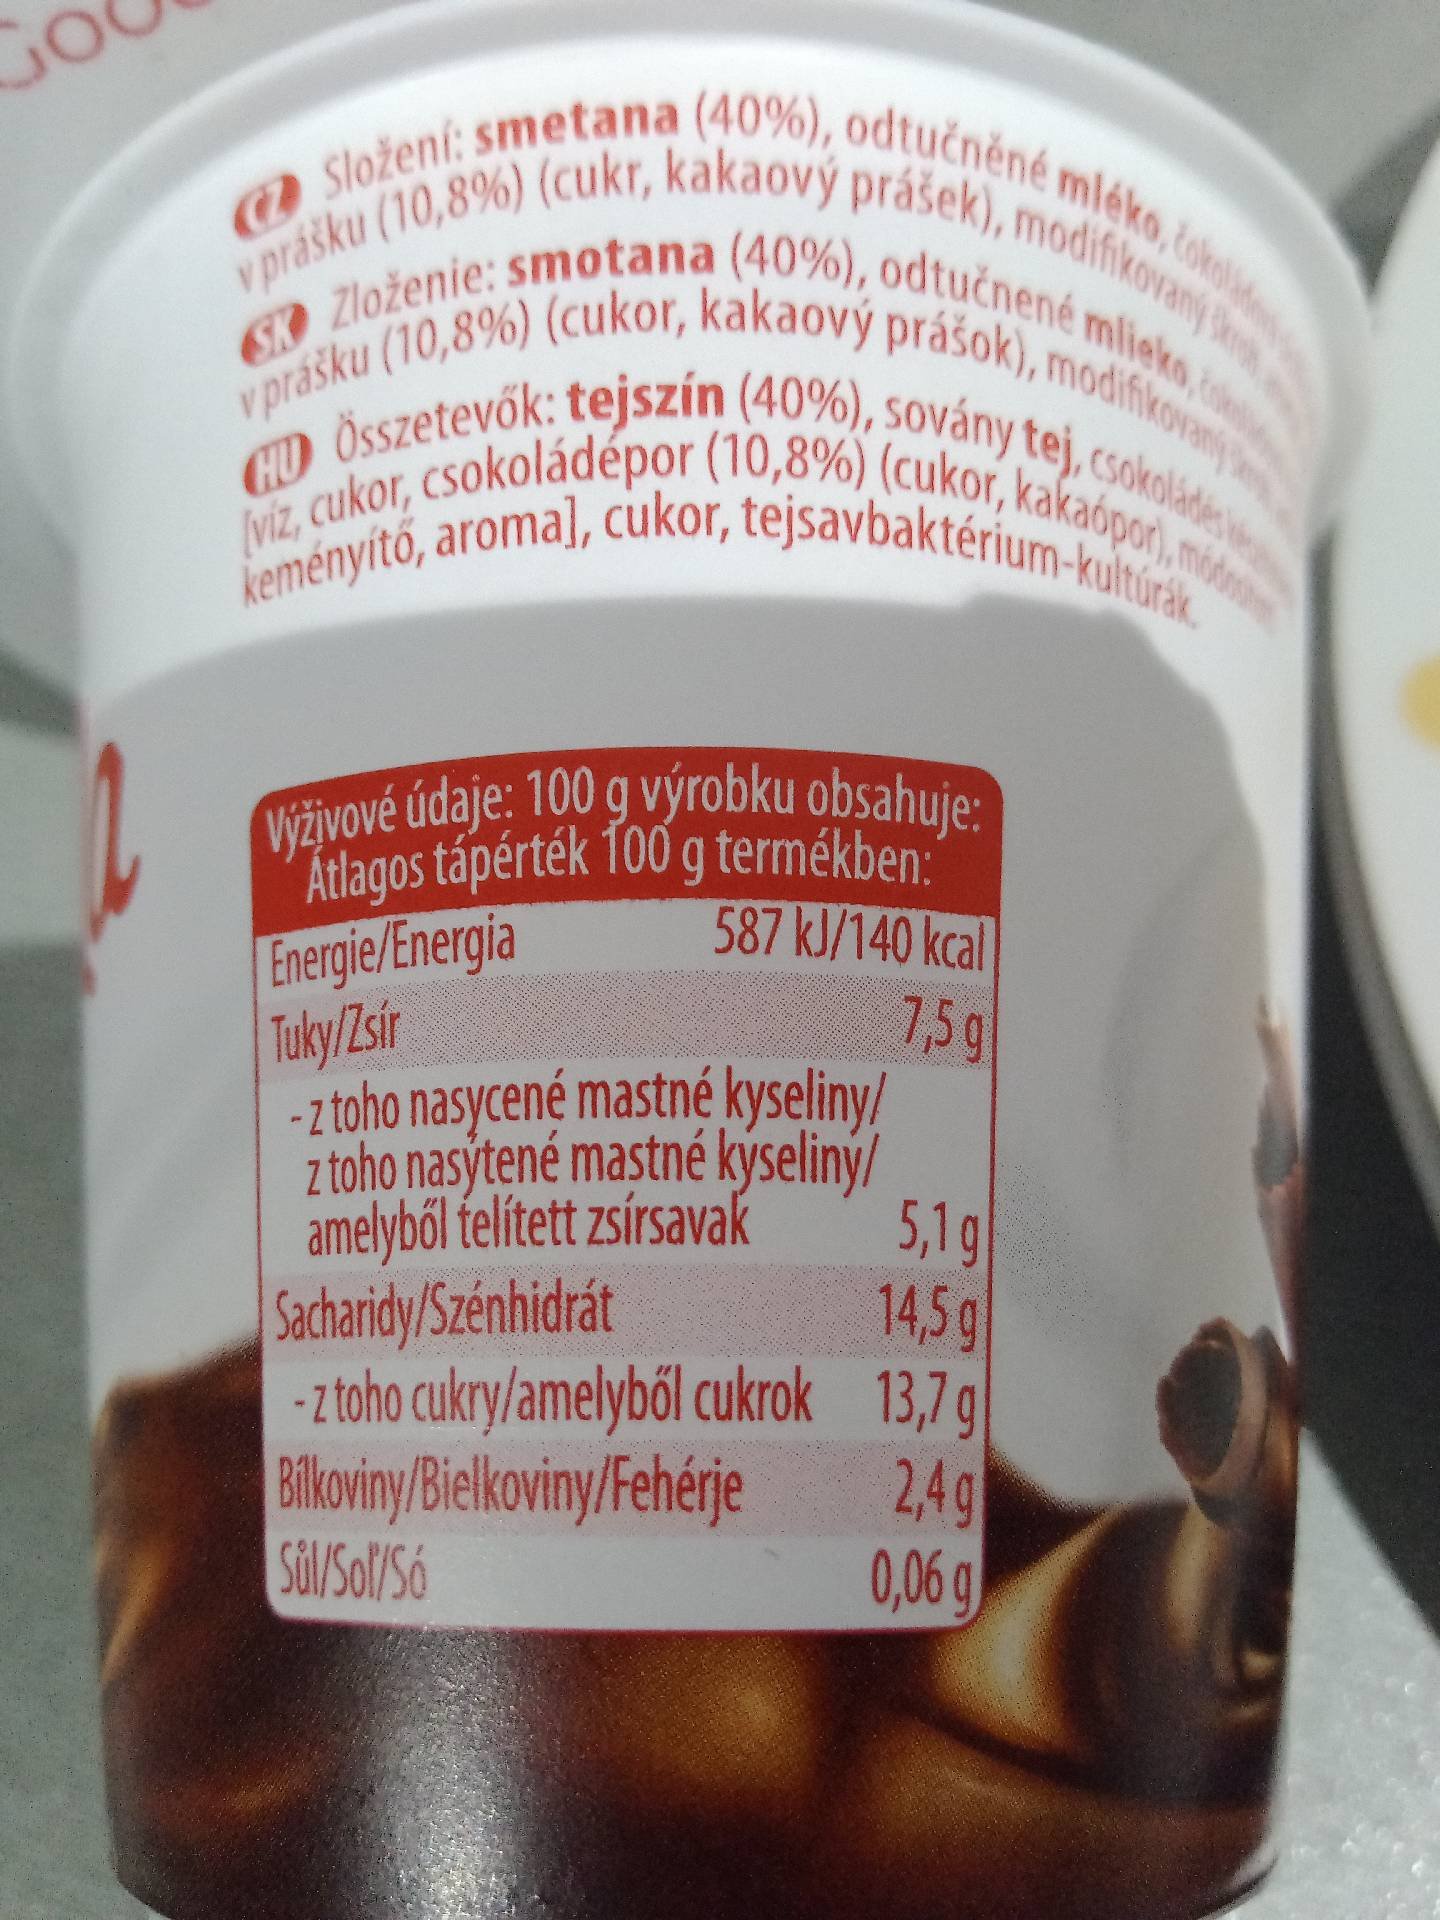 Goo
CZ Složení: smetana (40%), odtučněné mléko,
v prášku (10,8%) (cukr, kakaový prášek), modifikovaný
SK Zloženie: smotana (40%), odtučnené mlieko,
v prášku (10,8%) (cukor, kakaový prášok), modifikovaný
HU Összetevők: tejszín (40%), sovány tej, csokoládés
[víz, cukor, csokoládépor (10,8%) (cukor, kakaópor),
keményítő, aroma], cukor, tejsavbaktérium-kultúrák.
a
Výživové údaje: 100 g výrobku obsahuje:
Átlagos tápérték 100 g termékben:
Energie/Energia 587 kJ/140 kcal
Tuky/Zsír 7,5 g
- z toho nasycené mastné kyseliny/
z toho nasýtené mastné kyseliny/
amelyből telített zsírsavak 5,1 g
Sacharidy/Szénhidrát 14,5 g
- z toho cukry/amelyből cukrok 13,7 g
Bílkoviny/Bielkoviny/Fehérje 2,4 g
Sůl/Soľ/Só 0,06 g